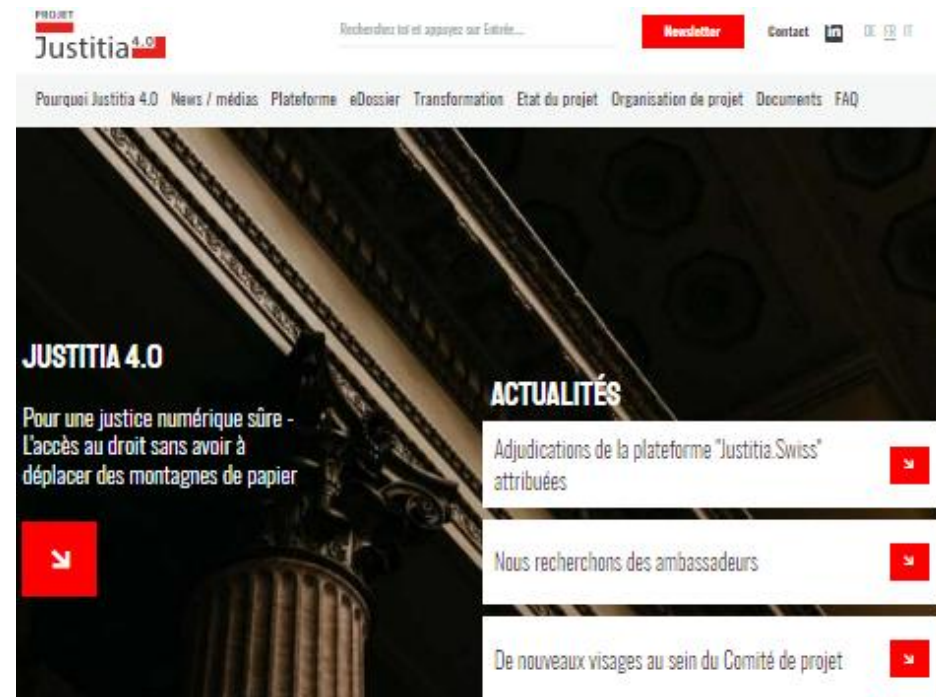 PROJET
Justitia 4.0
Recherchez ici et appuyez sur Entrée....
Newsletter
Contact
in
DE FR IT
Pourquoi Justitia 4.0 News / médias Plateforme eDossier Transformation Etat du projet Organisation de projet Documents FAQ
JUSTITIA 4.0
Pour une justice numérique sûre -
L'accès au droit sans avoir à
déplacer des montagnes de papier
ACTUALITÉS
Adjudications de la plateforme "Justitia.Swiss"
attribuées
Nous recherchons des ambassadeurs
De nouveaux visages au sein du Comité de projet